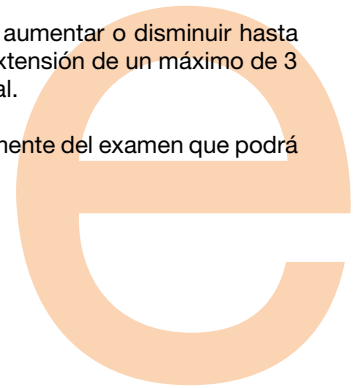 aumentar o disminuir hasta
xtensión de un máximo de 3
al.
mente del examen que podrá
e